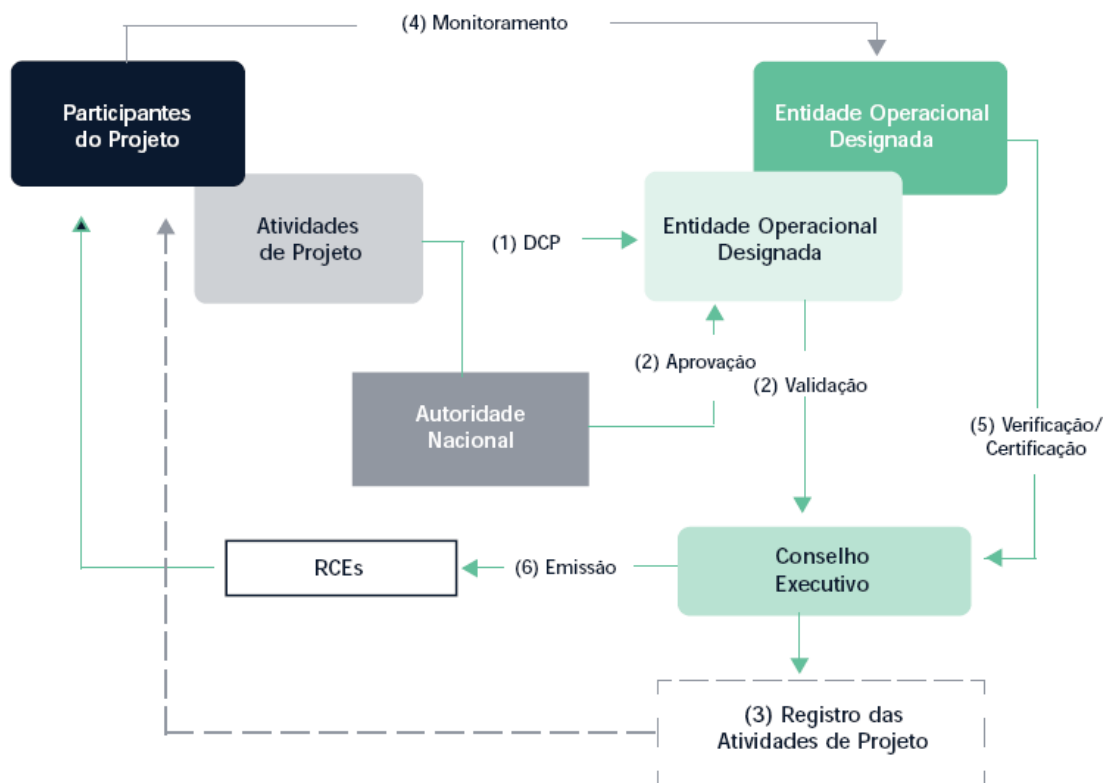 (4) Monitoramento
Participantes
do Projeto
Entidade Operacional
Designada
Atividades
de Projeto
(1) DCP
Entidade Operacional
Designada
(2) Aprovação
(2) Validação
Autoridade
Nacional
(5) Verificação/
Certificação
RCEs
(6) Emissão
Conselho
Executivo
(3) Registro das
Atividades de Projeto